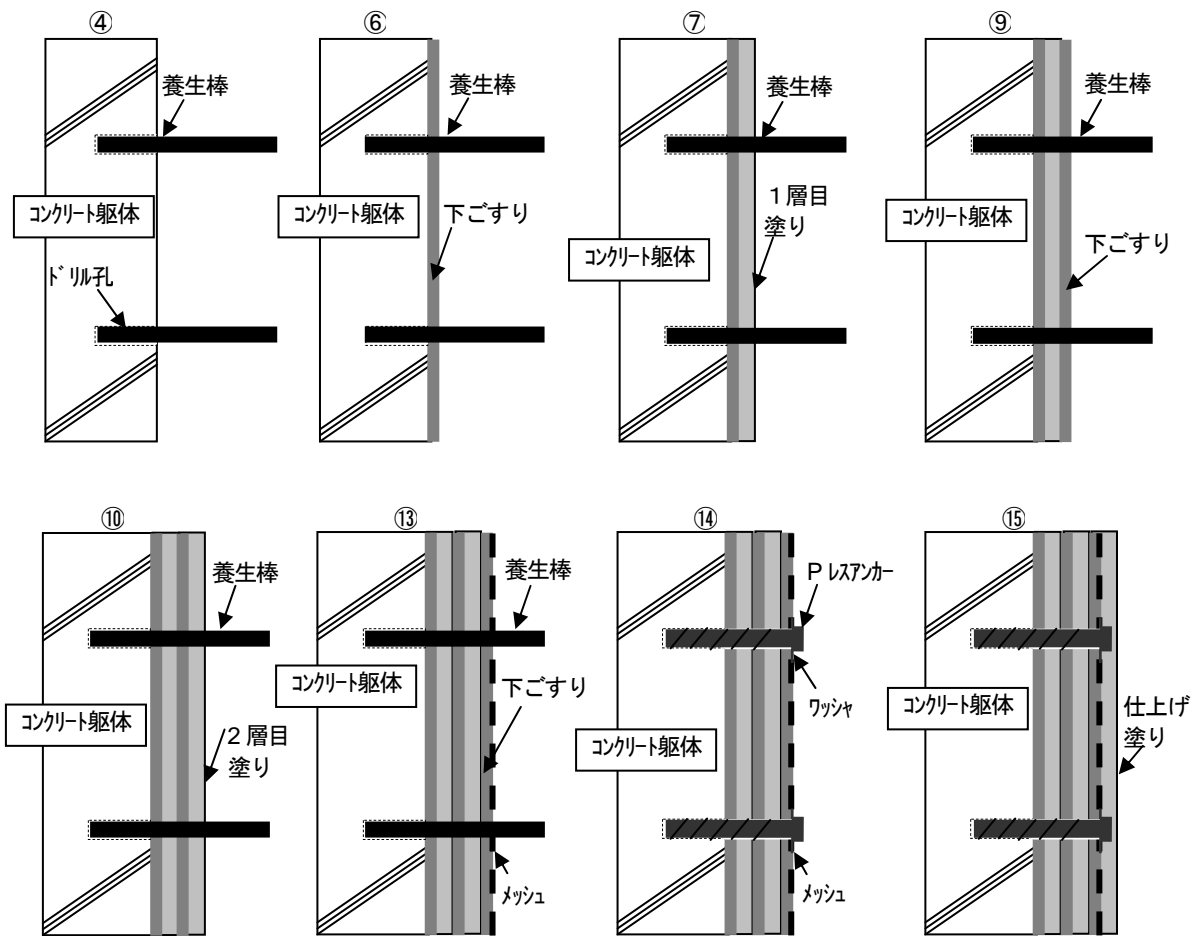 ④
養生棒
コンクリート躯体
ドリル孔
⑥
養生棒
コンクリート躯体
下ごすり
⑦
養生棒
1層目
塗り
コンクリート躯体
⑨
養生棒
コンクリート躯体
下ごすり
⑩
養生棒
コンクリート躯体
2層目
塗り
⑬
養生棒
コンクリート躯体
下ごすり
メッシュ
⑭
Pレスアンカー
ワッシャ
コンクリート躯体
メッシュ
⑮
コンクリート躯体
仕上げ
塗り